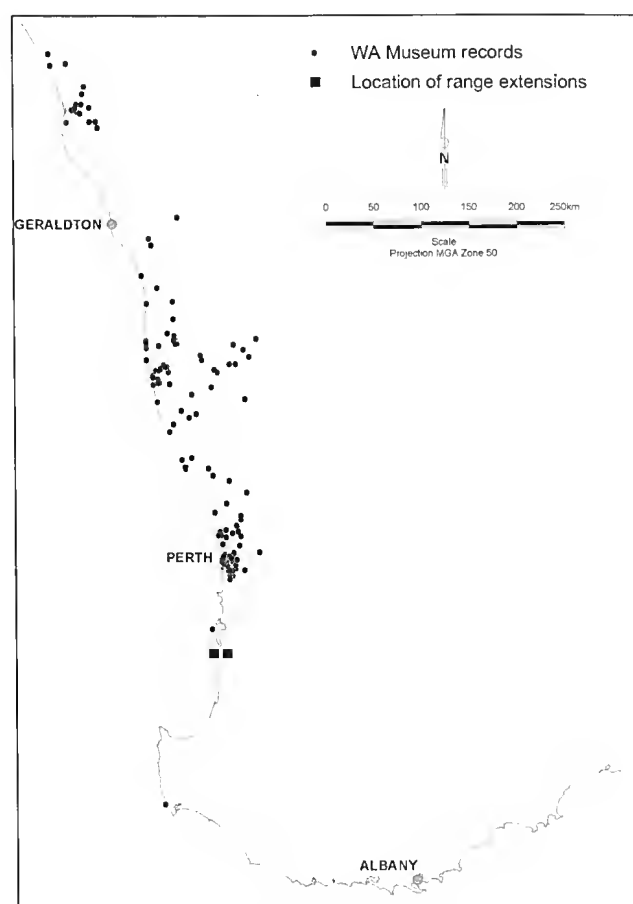 WA Museum records
Location of range extensions
N
GERALDTON
0 50 100 125 200 250km
Scale
Projection MGA Zone 50
PERTH
ALBANY